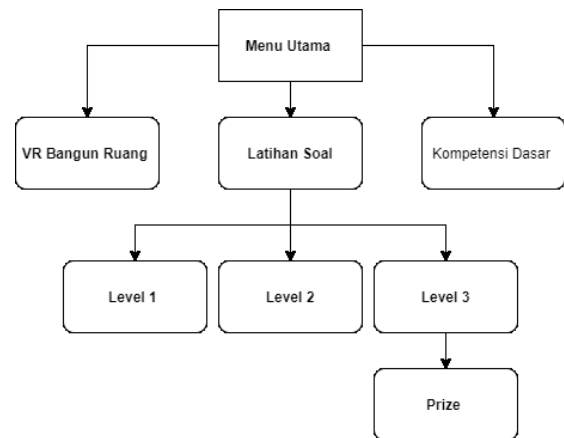 Menu Utama
VR Bangun Ruang
Latihan Soal
Kompetensi Dasar
Level 1
Level 2
Level 3
Prize